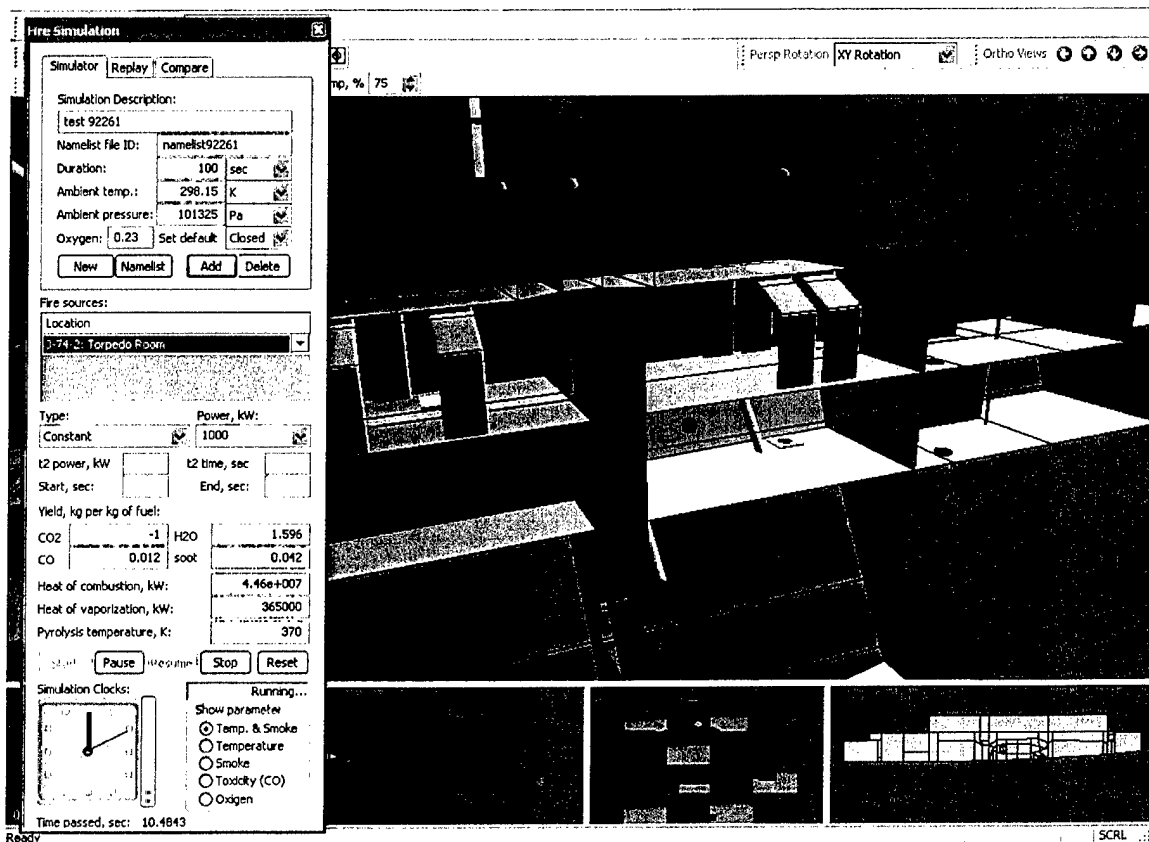 Fire Simulation
Persp Rotation XY Rotation Ortho Views
Simulator Replay Compare
mp, % 75
Simulation Description:
test 92261
Namelist file ID: namelist92261
Duration: 100 sec
Ambient temp.: 298.15 K
Ambient pressure: 101325 Pa
Oxygen: 0.23 Set default Closed
New Namelist Add Delete
Fire sources:
Location
3-74-2: Torpedo Room
Type: Power, kW:
Constant 1000
t2 power, kW t2 time, sec
Start, sec: End, sec:
Yield, kg per kg of fuel:
CO2 -1 H2O 1.596
CO 0.012 soot 0.042
Heat of combustion, kW: 4.46e+007
Heat of vaporization, kW: 365000
Pyrolysis temperature, K: 370
Start Pause Resume Stop Reset
Simulation Clocks: Running...
Show parameter
Temp. & Smoke
Temperature
Smoke
Toxicity (CO)
Oxigen
Time passed, sec: 10.4843
Ready SCRL